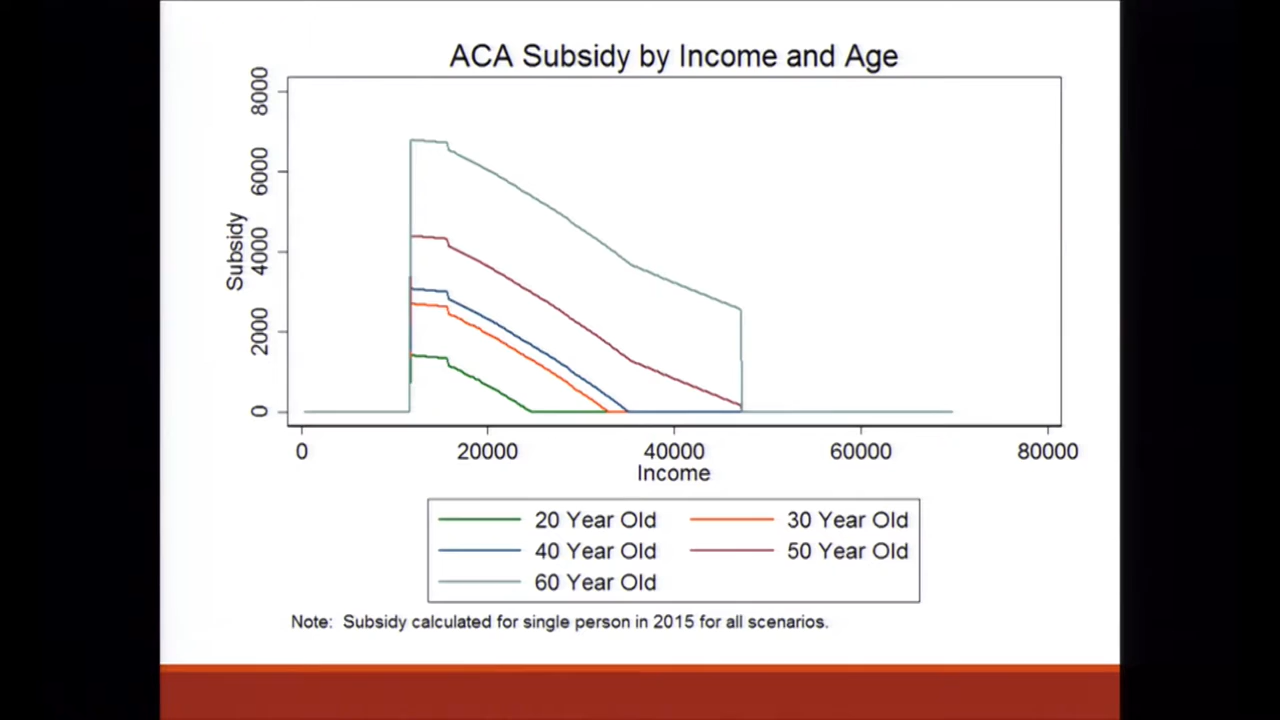 ACA Subsidy by Income and Age
Subsidy
8000
6000
4000
2000
0
0 20000 40000 60000 80000
Income
20 Year Old 30 Year Old
40 Year Old 50 Year Old
60 Year Old
Note: Subsidy calculated for single person in 2015 for all scenarios.